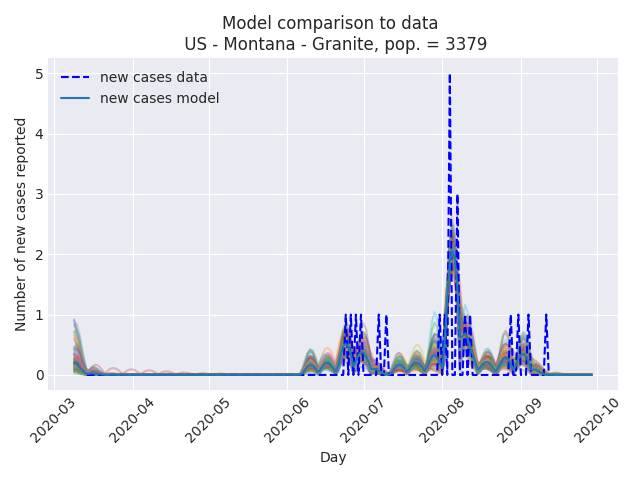 Model comparison to data
US - Montana - Granite, pop. = 3379
new cases data
new cases model
Number of new cases reported
5
4
3
2
1
0
2020-03
2020-04
2020-05
2020-06
2020-07
2020-08
2020-09
2020-10
Day